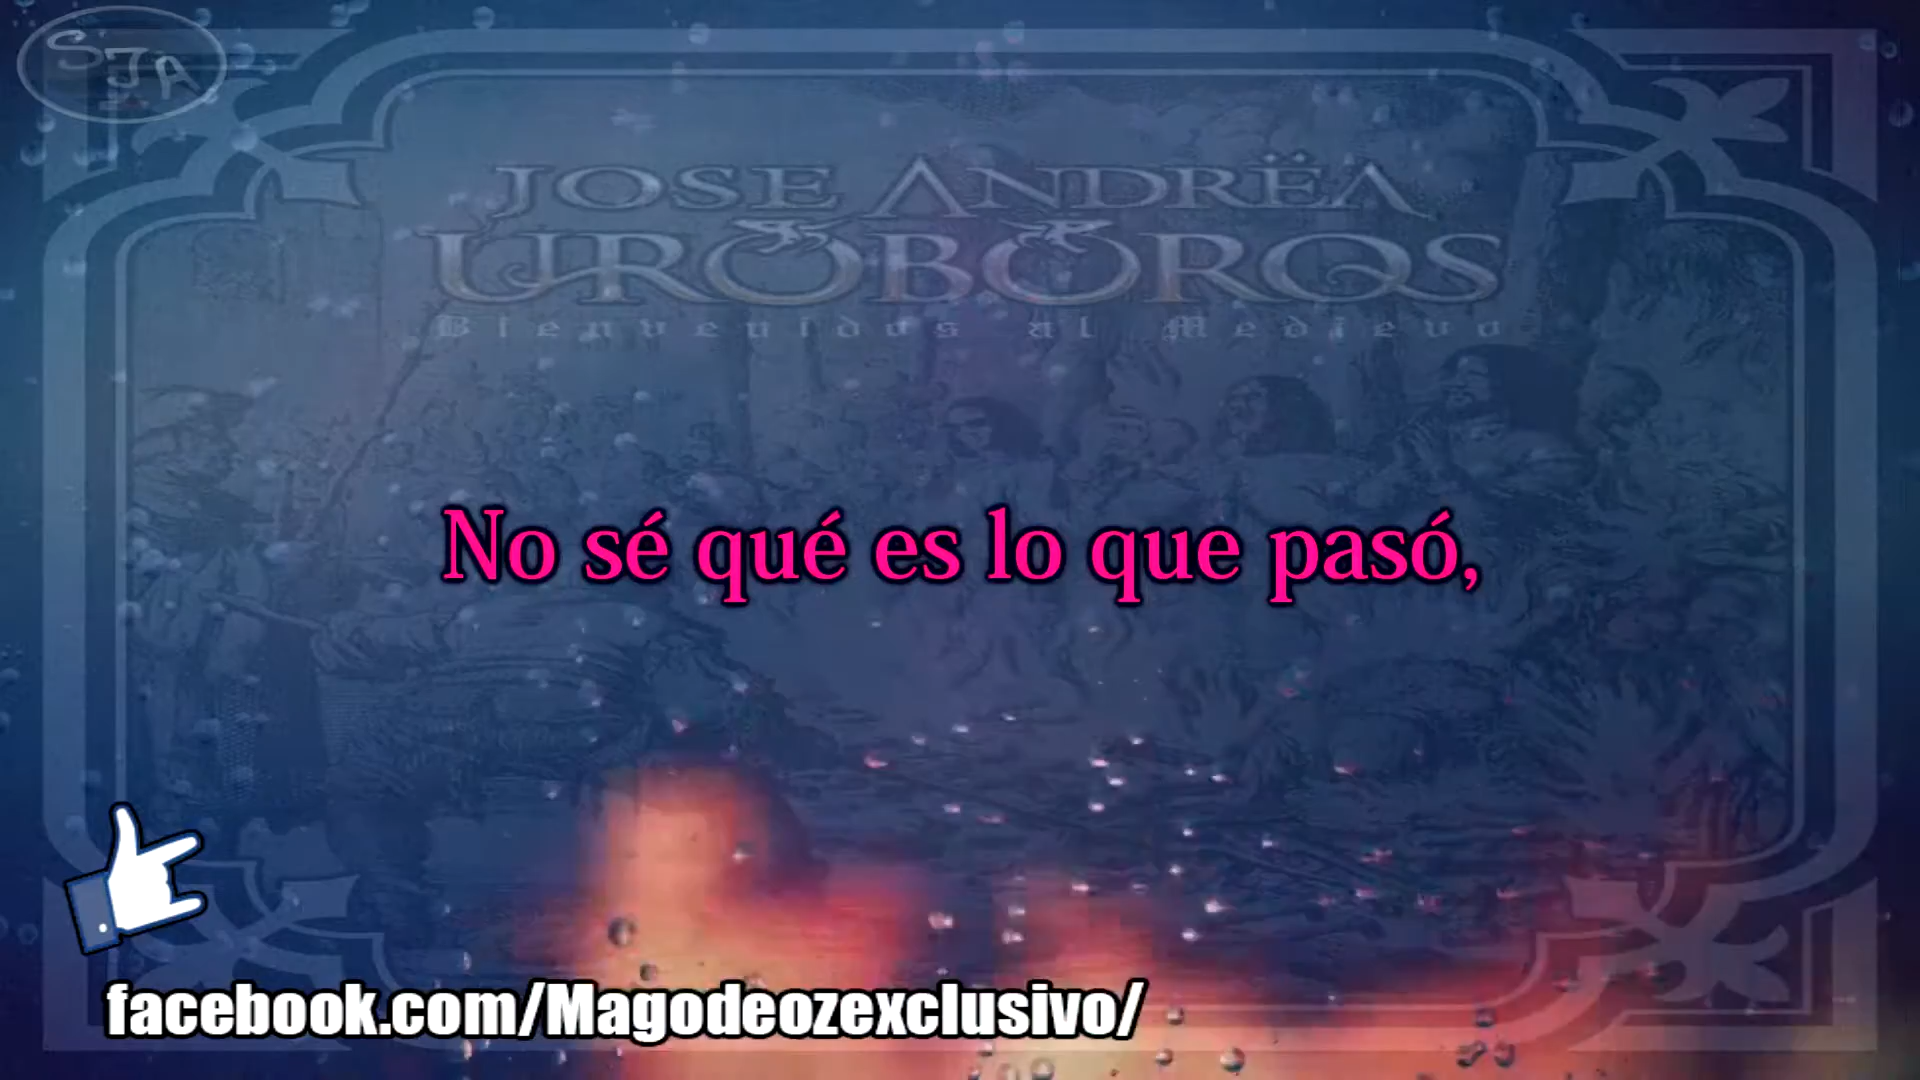 SJA
JOSE ANDRËA
UROBOROS
Bienvenidos al Medievo
No sé qué es lo que pasó,
facebook.com/Magodeozexclusivo/